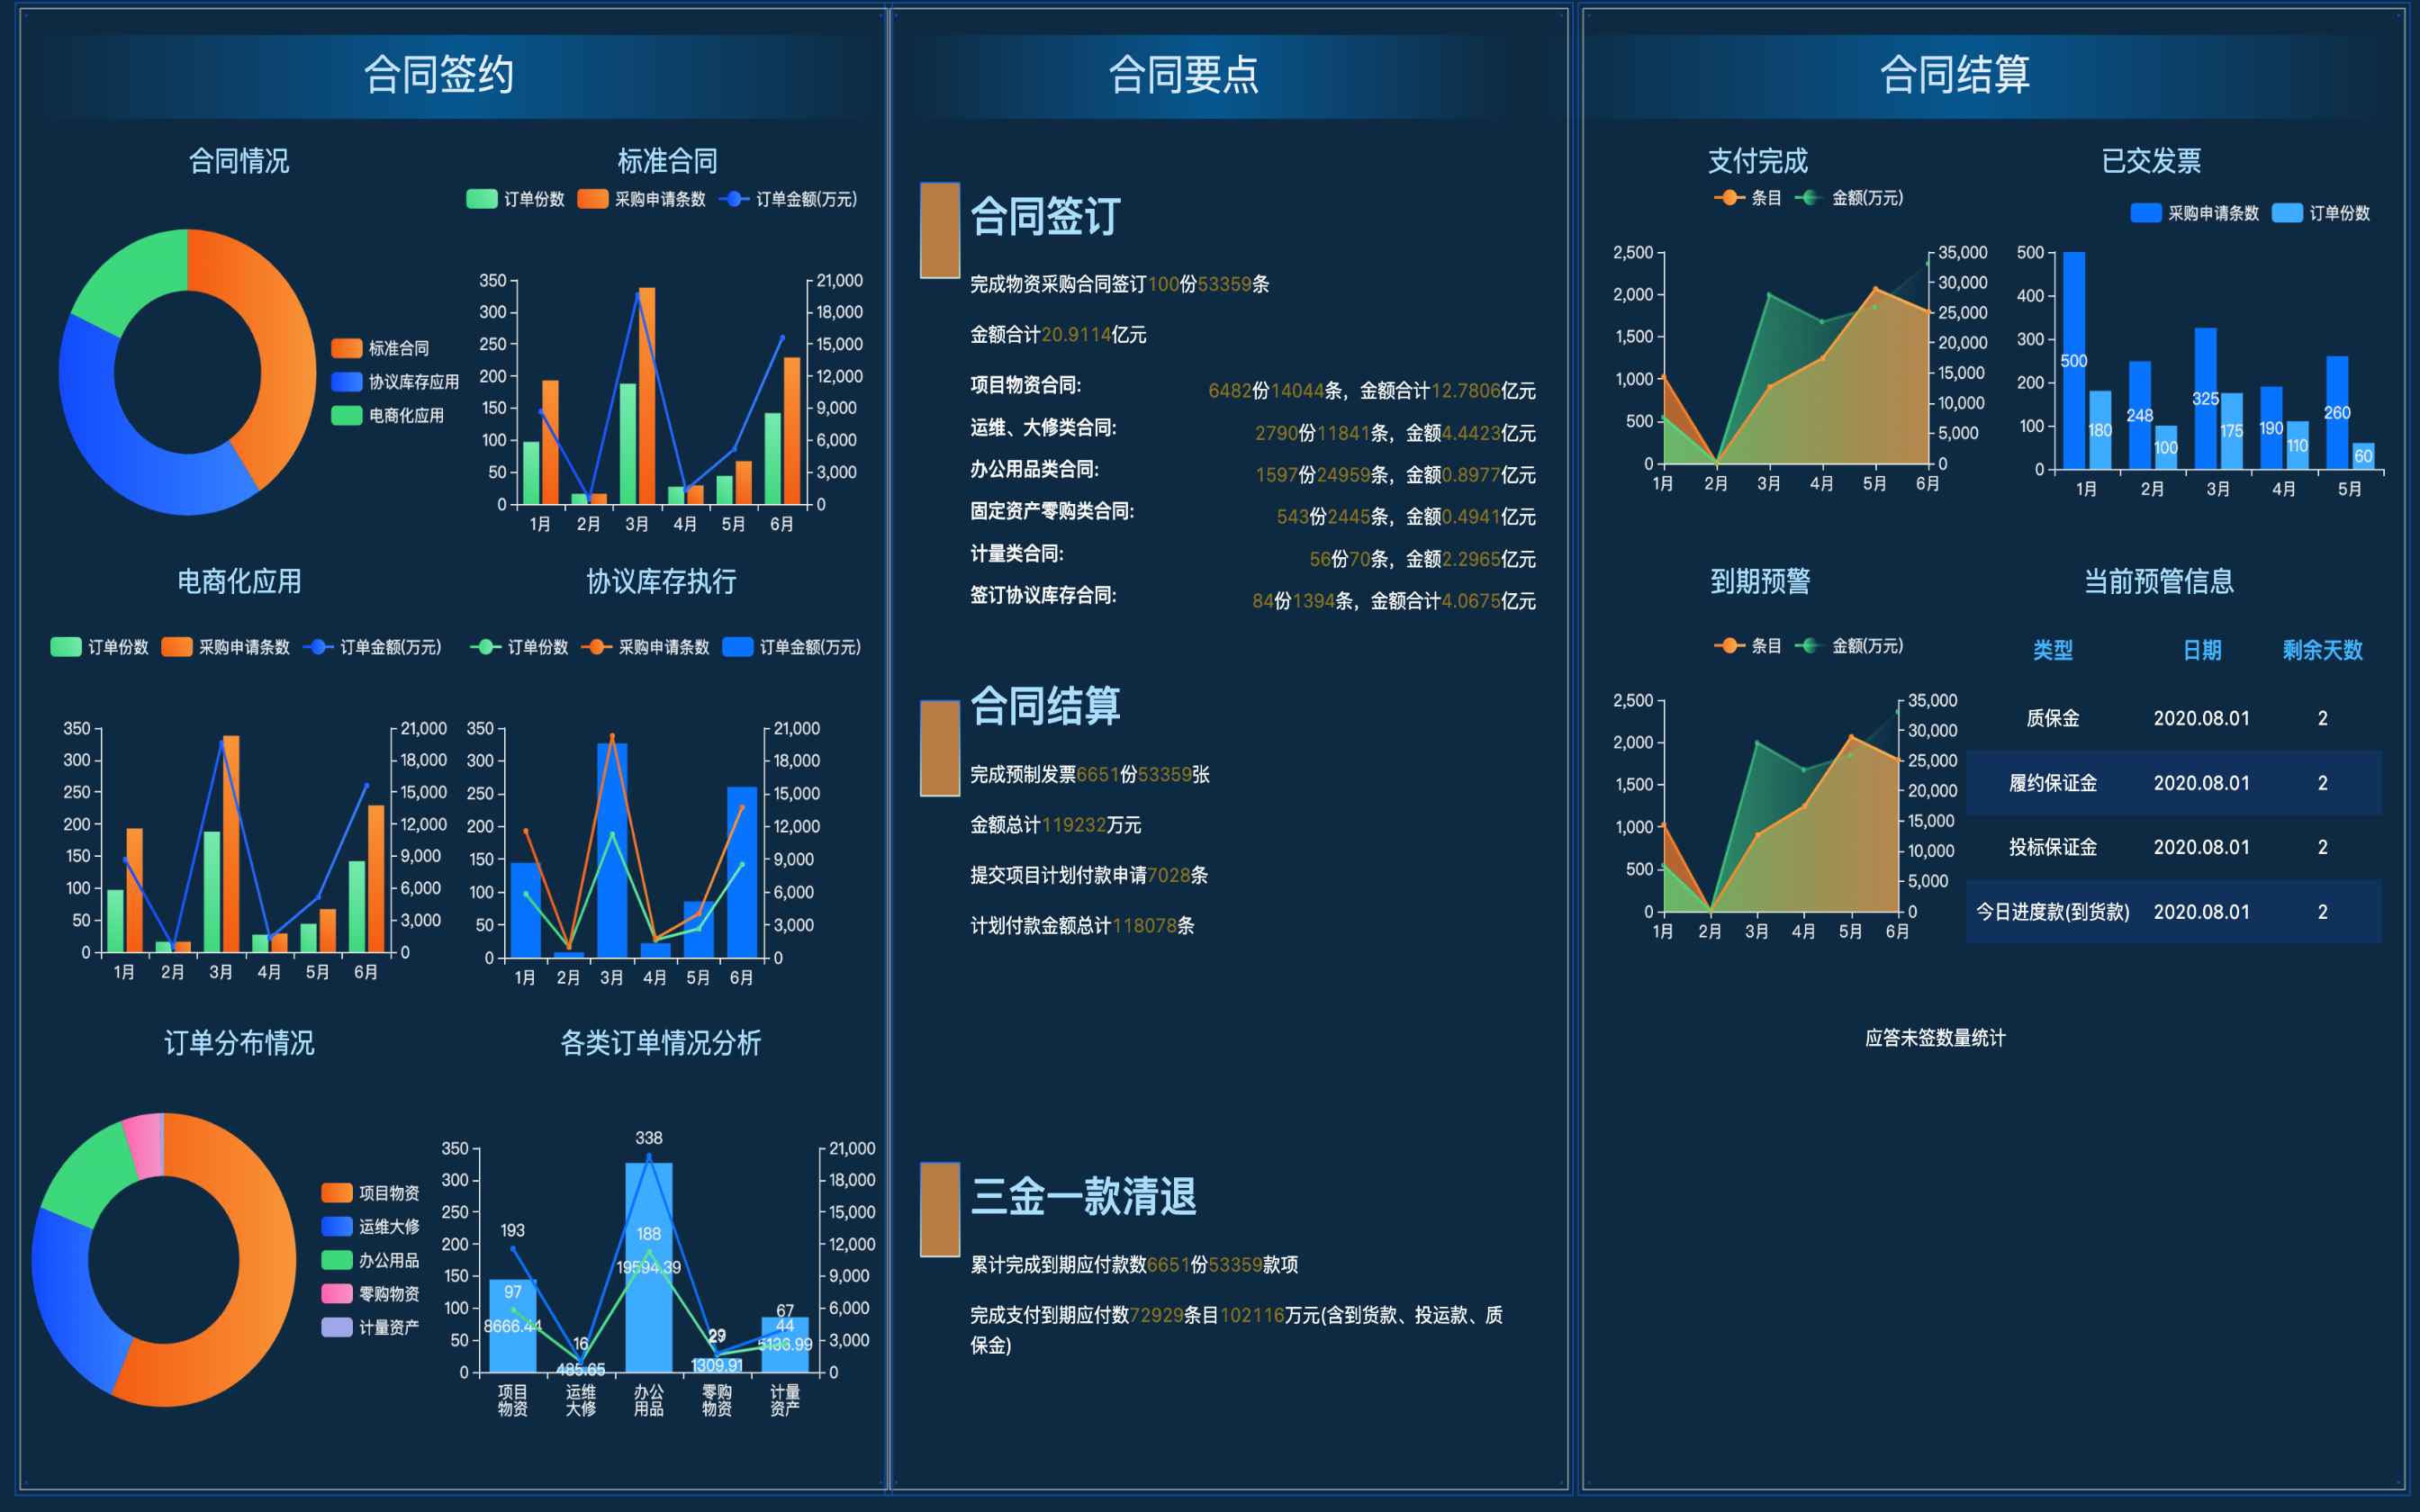 合同签约
合同情况
标准合同
协议库存应用
电商化应用
标准合同
订单份数 采购申请条数 订单金额(万元)
350
300
250
200
150
100
50
0
21,000
18,000
15,000
12,000
9,000
6,000
3,000
0
1月 2月 3月 4月 5月 6月
电商化应用
订单份数 采购申请条数 订单金额(万元)
350
300
250
200
150
100
50
0
21,000
18,000
15,000
12,000
9,000
6,000
3,000
0
1月 2月 3月 4月 5月 6月
协议库存执行
订单份数 采购申请条数 订单金额(万元)
350
300
250
200
150
100
50
0
21,000
18,000
15,000
12,000
9,000
6,000
3,000
0
1月 2月 3月 4月 5月 6月
订单分布情况
项目物资
运维大修
办公用品
零购物资
计量资产
各类订单情况分析
350
300
250
200
150
100
50
0
21,000
18,000
15,000
12,000
9,000
6,000
3,000
0
338
193
188
19594.39
97
8666.44
16
485.65
29
1309.91
67
44
5136.99
项目 运维 办公 零购 计量
物资 大修 用品 物资 资产
合同要点
合同签订
完成物资采购合同签订100份53359条
金额合计20.9114亿元
项目物资合同: 6482份14044条，金额合计12.7806亿元
运维、大修类合同: 2790份11841条，金额4.4423亿元
办公用品类合同: 1597份24959条，金额0.8977亿元
固定资产零购类合同: 543份2445条，金额0.4941亿元
计量类合同: 56份70条，金额2.2965亿元
签订协议库存合同: 84份1394条，金额合计4.0675亿元
合同结算
完成预制发票6651份53359张
金额总计119232万元
提交项目计划付款申请7028条
计划付款金额总计118078条
三金一款清退
累计完成到期应付款数6651份53359款项
完成支付到期应付数72929条目102116万元(含到货款、投运款、质
保金)
合同结算
支付完成
条目 金额(万元)
2,500
2,000
1,500
1,000
500
0
35,000
30,000
25,000
20,000
15,000
10,000
5,000
0
1月 2月 3月 4月 5月 6月
已交发票
采购申请条数 订单份数
500
400
300
200
100
0
500
180
248
100
325
175
190
110
260
60
1月 2月 3月 4月 5月
到期预警
条目 金额(万元)
2,500
2,000
1,500
1,000
500
0
35,000
30,000
25,000
20,000
15,000
10,000
5,000
0
1月 2月 3月 4月 5月 6月
当前预管信息
类型 日期 剩余天数
质保金 2020.08.01 2
履约保证金 2020.08.01 2
投标保证金 2020.08.01 2
今日进度款(到货款) 2020.08.01 2
应答未签数量统计